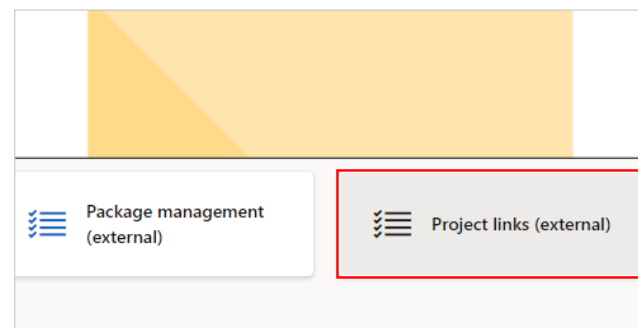 Package management
(external)
Project links (external)